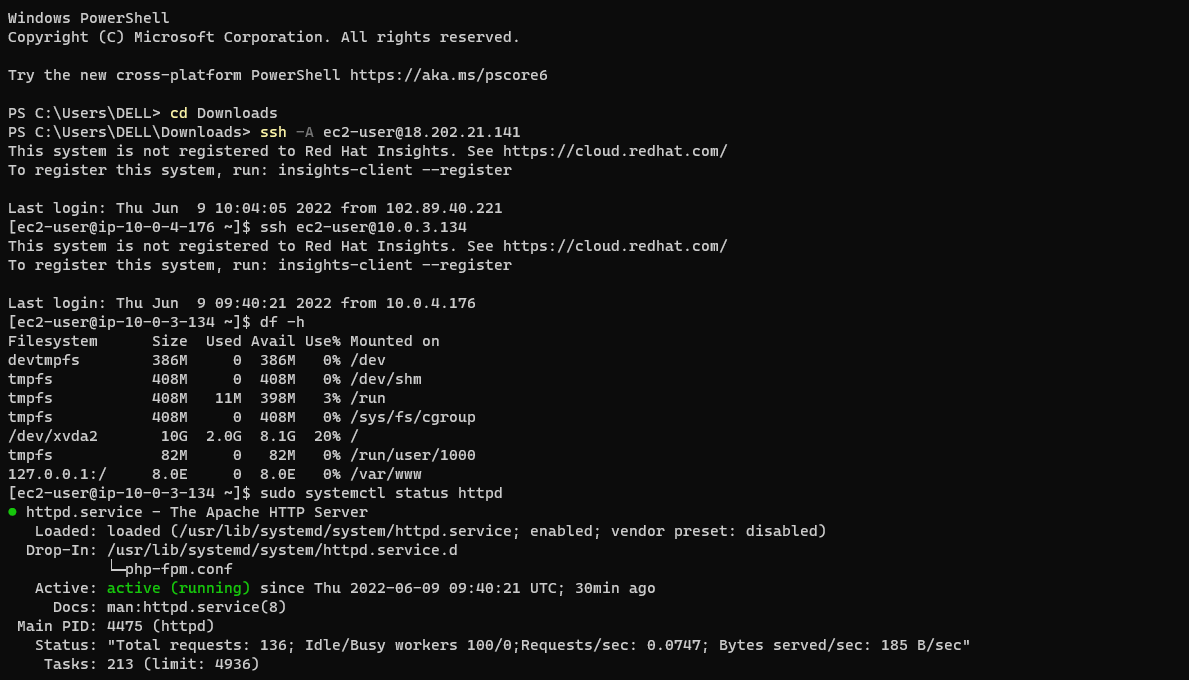 Windows PowerShell
Copyright (C) Microsoft Corporation. All rights reserved.
Try the new cross-platform PowerShell https://aka.ms/pscore6
PS C:\Users\DELL> cd Downloads
PS C:\Users\DELL\Downloads> ssh -A ec2-user@18.202.21.141
This system is not registered to Red Hat Insights. See https://cloud.redhat.com/
To register this system, run: insights-client --register
Last login: Thu Jun  9 10:04:05 2022 from 102.89.40.221
[ec2-user@ip-10-0-4-176 ~]$ ssh ec2-user@10.0.3.134
This system is not registered to Red Hat Insights. See https://cloud.redhat.com/
To register this system, run: insights-client --register
Last login: Thu Jun  9 09:40:21 2022 from 10.0.4.176
[ec2-user@ip-10-0-3-134 ~]$ df -h
Filesystem      Size  Used Avail Use% Mounted on
devtmpfs        386M     0  386M   0% /dev
tmpfs           408M     0  408M   0% /dev/shm
tmpfs           408M   11M  398M   3% /run
tmpfs           408M     0  408M   0% /sys/fs/cgroup
/dev/xvda2       10G  2.0G  8.1G  20% /
tmpfs            82M     0   82M   0% /run/user/1000
127.0.0.1:/     8.0E     0  8.0E   0% /var/www
[ec2-user@ip-10-0-3-134 ~]$ sudo systemctl status httpd
● httpd.service - The Apache HTTP Server
   Loaded: loaded (/usr/lib/systemd/system/httpd.service; enabled; vendor preset: disabled)
  Drop-In: /usr/lib/systemd/system/httpd.service.d
           └─php-fpm.conf
   Active: active (running) since Thu 2022-06-09 09:40:21 UTC; 30min ago
     Docs: man:httpd.service(8)
 Main PID: 4475 (httpd)
   Status: "Total requests: 136; Idle/Busy workers 100/0;Requests/sec: 0.0747; Bytes served/sec: 185 B/sec"
    Tasks: 213 (limit: 4936)